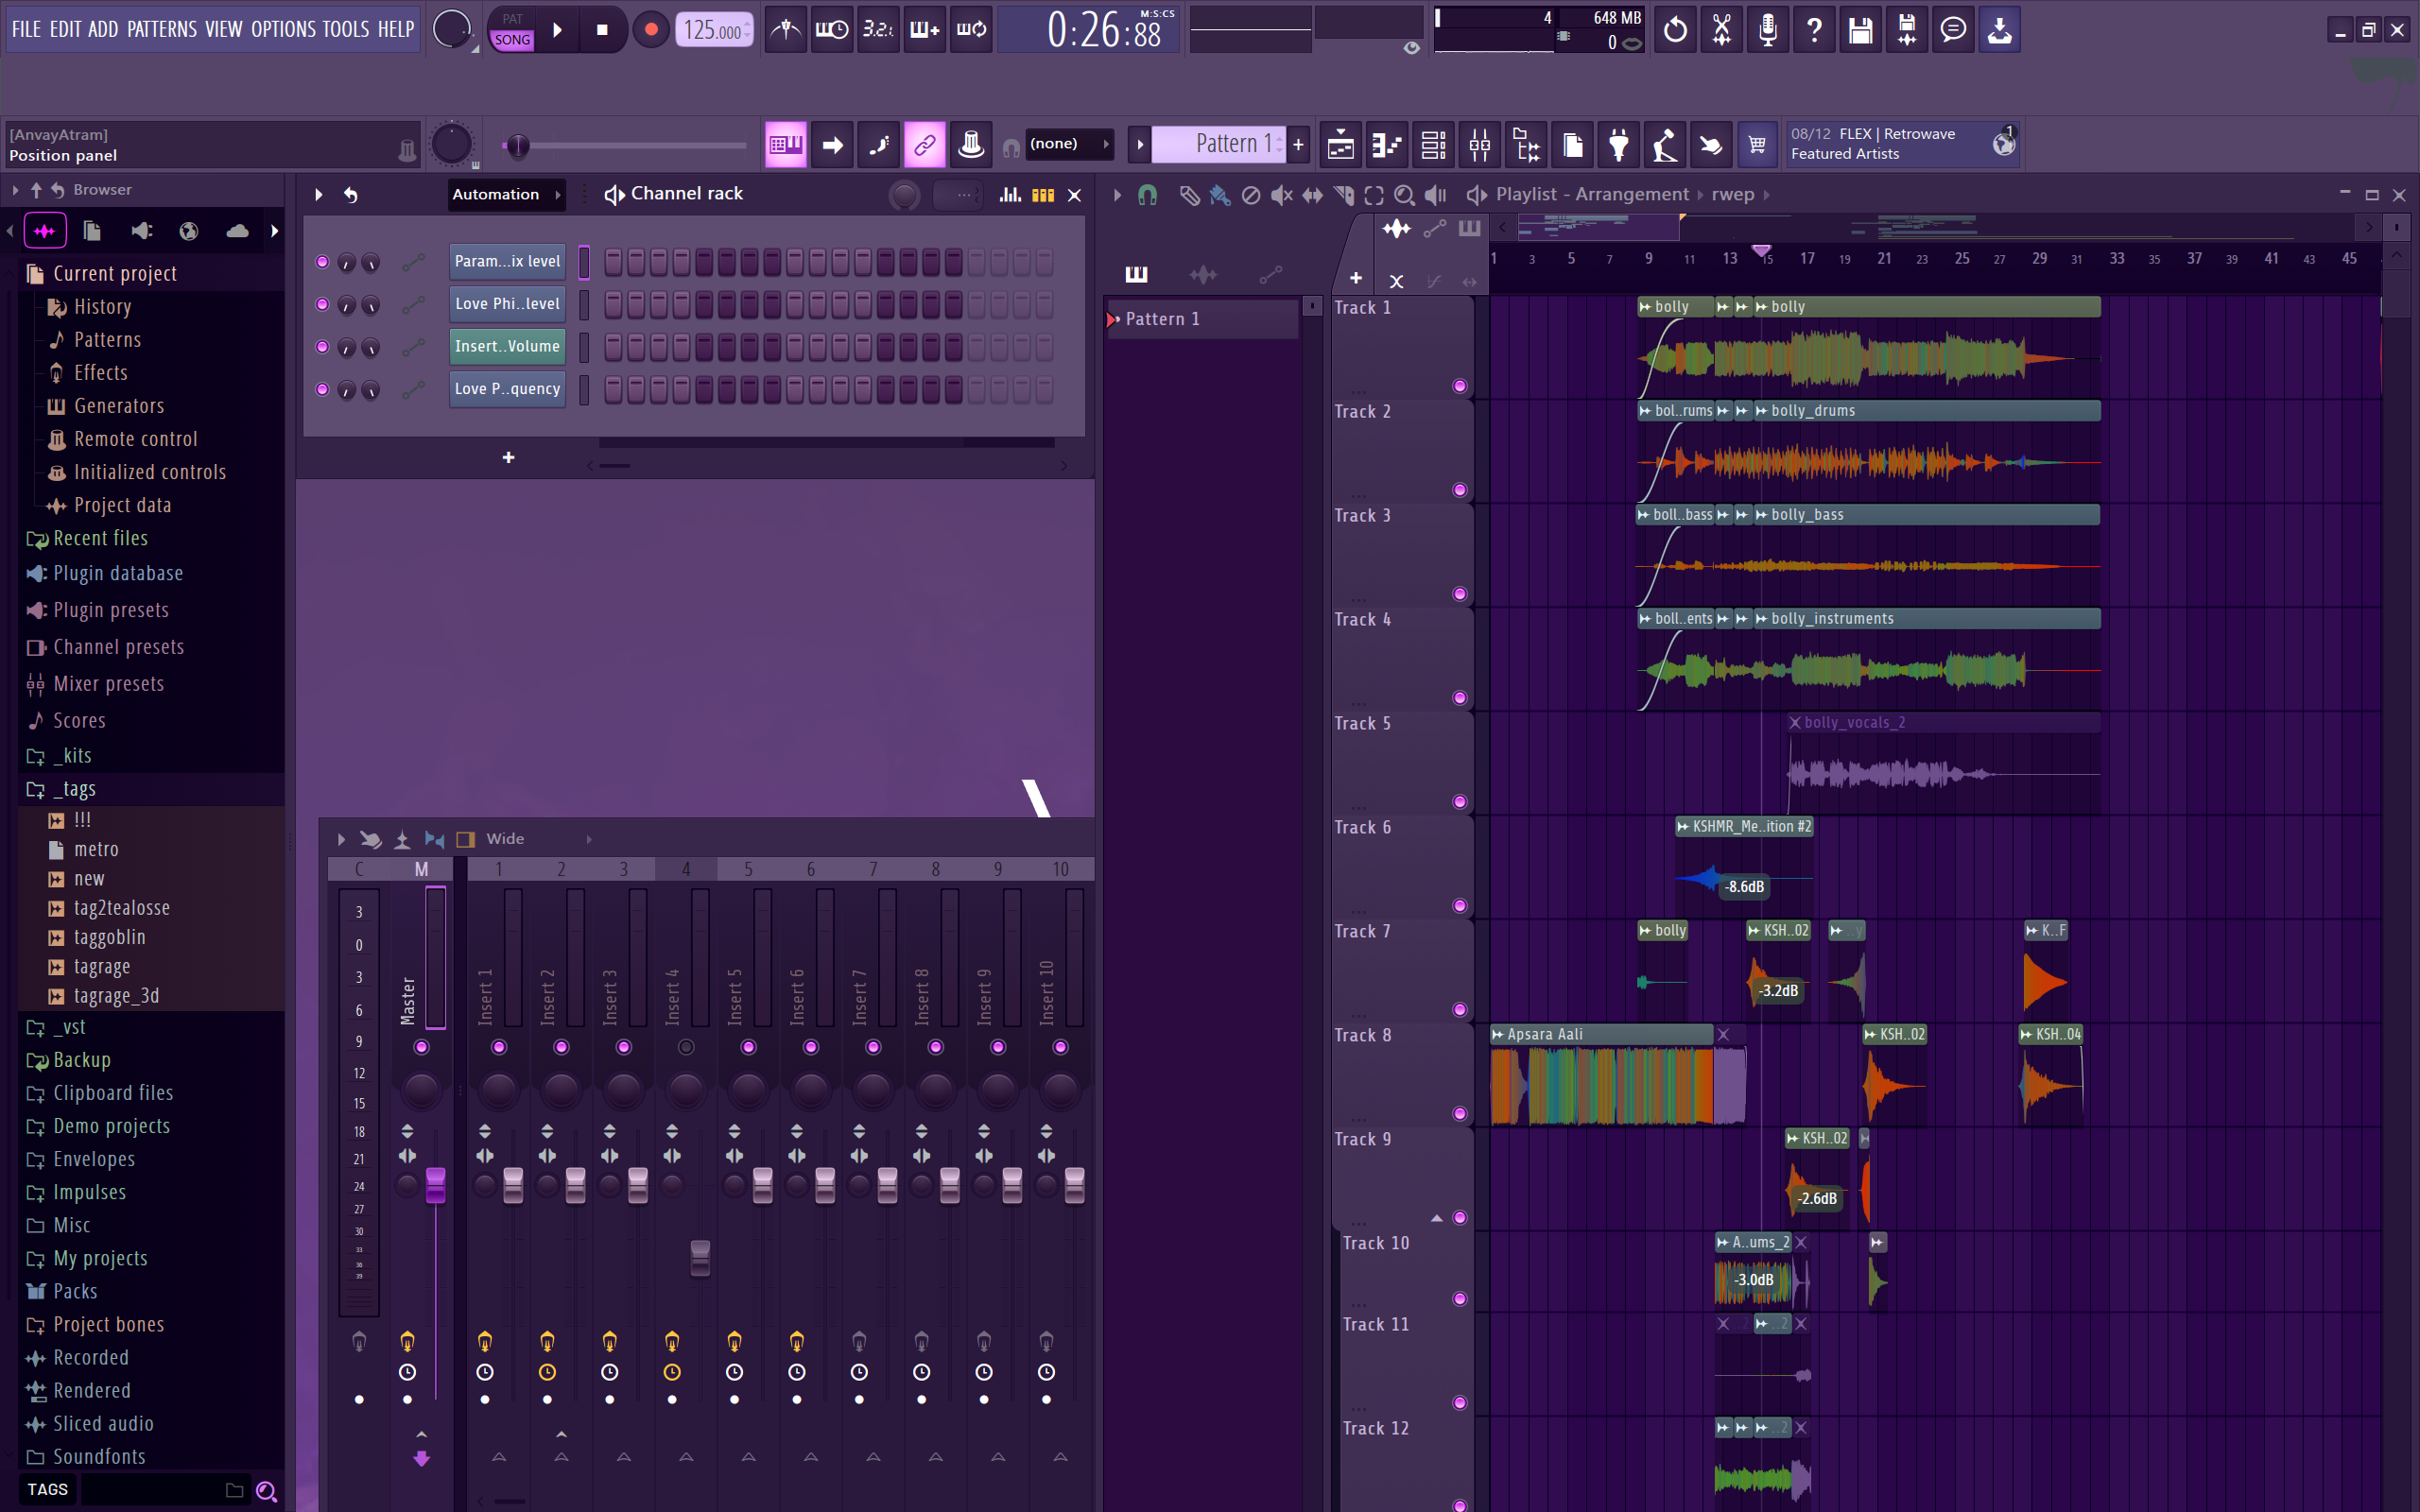 FILE EDIT ADD PATTERNS VIEW OPTIONS TOOLS HELP
PAT
SONG
125.000
3.2.
M:S:CS
0:26:88
4
648 MB
0
[AnvayAtram]
Position panel
(none)
Pattern 1
08/12 FLEX | Retrowave
Featured Artists
1
Browser
Current project
History
Patterns
Effects
Generators
Remote control
Initialized controls
Project data
Recent files
Plugin database
Plugin presets
Channel presets
Mixer presets
Scores
_kits
_tags
!!!
metro
new
tag2tealosse
taggoblin
tagrage
tagrage_3d
_vst
Backup
Clipboard files
Demo projects
Envelopes
Impulses
Misc
My projects
Packs
Project bones
Recorded
Rendered
Sliced audio
Soundfonts
TAGS
Automation
Channel rack
Param...ix level
Love Phi..level
Insert..Volume
Love P..quency
Wide
C M 1 2 3 4 5 6 7 8 9 10
3
0
3
6
9
12
15
18
21
24
27
30
33
36
39
Master
Insert 1
Insert 2
Insert 3
Insert 4
Insert 5
Insert 6
Insert 7
Insert 8
Insert 9
Insert 10
Playlist - Arrangement
rwep
1 3 5 7 9 11 13 15 17 19 21 23 25 27 29 31 33 35 37 39 41 43 45
Pattern 1
Track 1
bolly
bolly
Track 2
bol..rums
bolly_drums
Track 3
boll..bass
bolly_bass
Track 4
boll..ents
bolly_instruments
Track 5
bolly_vocals_2
Track 6
KSHMR_Me..ition #2
-8.6dB
Track 7
bolly
KSH..02
..y
K..F
-3.2dB
Track 8
Apsara Aali
KSH..02
KSH..04
Track 9
KSH..02
-2.6dB
Track 10
A..ums_2
-3.0dB
Track 11
..2
..2
Track 12
..2